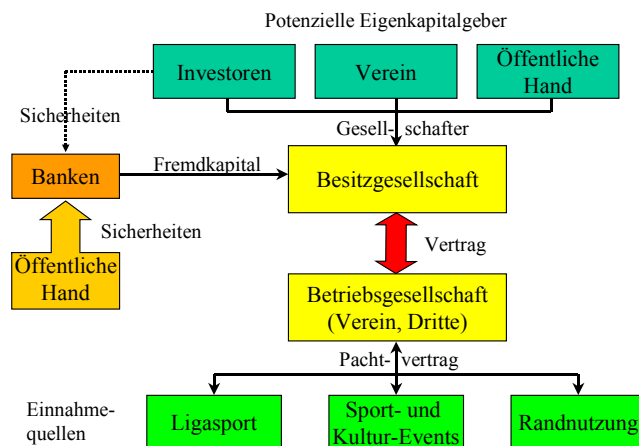 Potenzielle Eigenkapitalgeber
Investoren
Verein
Öffentliche
Hand
Sicherheiten
Gesell- schafter
Banken
Fremdkapital
Besitzgesellschaft
Sicherheiten
Öffentliche
Hand
Vertrag
Betriebsgesellschaft
(Verein, Dritte)
Pacht- vertrag
Einnahme-
quellen
Ligasport
Sport- und
Kultur-Events
Randnutzung